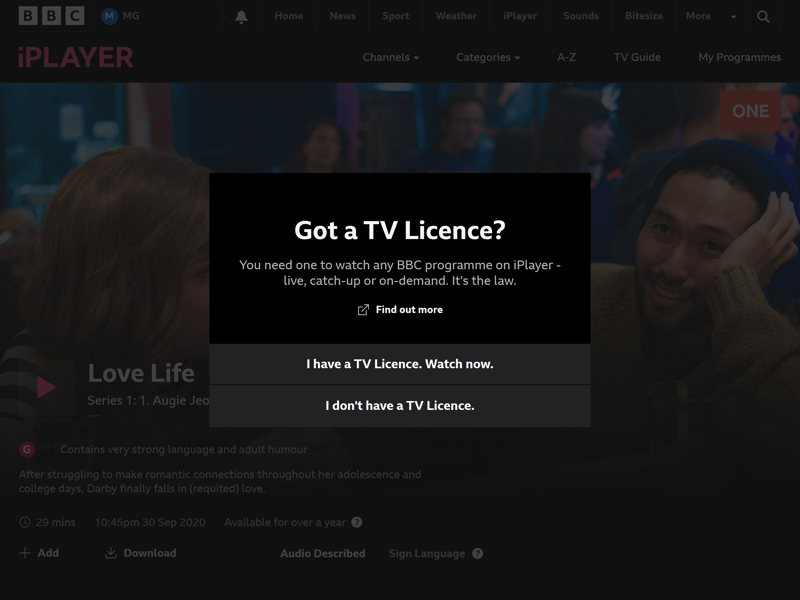 BBC
M MG
Home
News
Sport
Weather
iPlayer
Sounds
Bitesize
More
iPLAYER
Channels
Categories
A-Z
TV Guide
My Programmes
ONE
Got a TV Licence?
You need one to watch any BBC programme on iPlayer -
live, catch-up or on-demand. It's the law.
Find out more
I have a TV Licence. Watch now.
I don't have a TV Licence.
Love Life
Series 1: 1. Augie Jeo
G Contains very strong language and adult humour
After struggling to make romantic connections throughout her adolescence and
college days, Darby finally falls in (requited) love.
29 mins
10:45pm 30 Sep 2020
Available for over a year ?
Add
Download
Audio Described
Sign Language ?